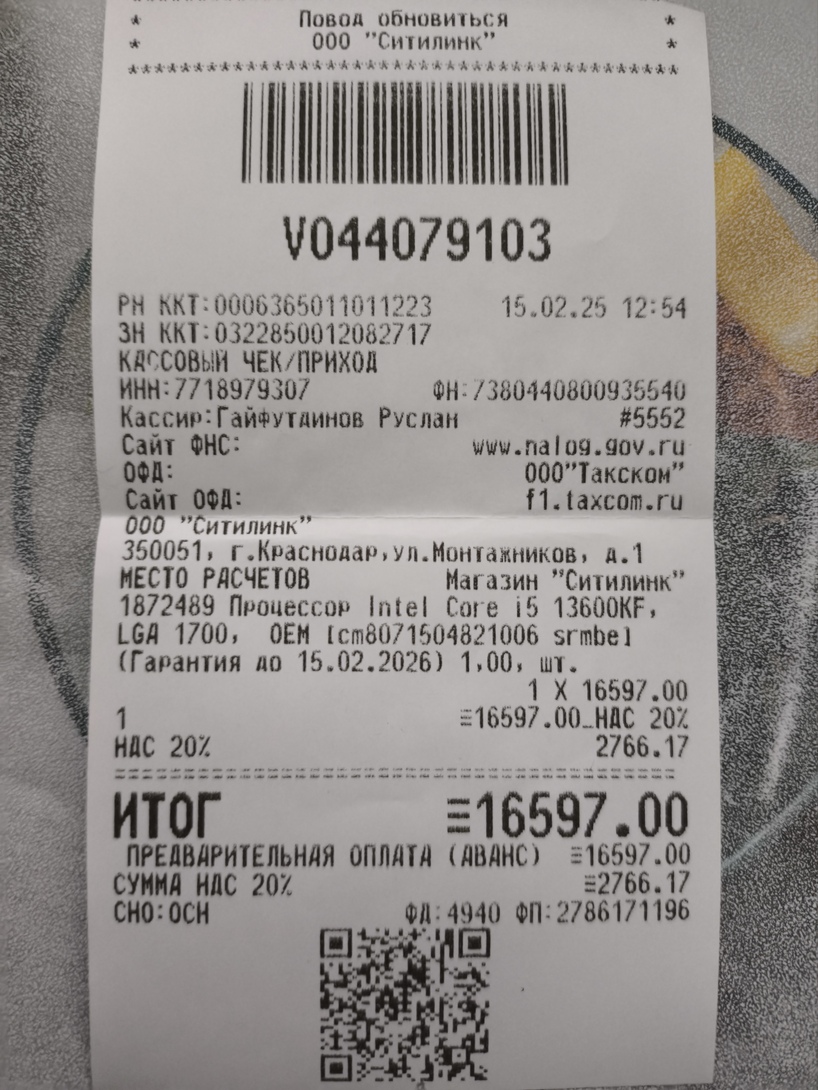 * Повод обновиться *
* ООО "Ситилинк" *
******************************************
V044079103
РН ККТ:0006365011011223 15.02.25 12:54
ЗН ККТ:0322850012082717
КАССОВЫЙ ЧЕК/ПРИХОД
ИНН:7718979307 ФН:7380440800935540
Кассир:Гайфутдинов Руслан #5552
Сайт ФНС: www.nalog.gov.ru
ОФД: ООО"Такском"
Сайт ОФД: f1.taxcom.ru
ООО "Ситилинк"
350051, г.Краснодар,ул.Монтажников, д.1
МЕСТО РАСЧЕТОВ Магазин "Ситилинк"
1872489 Процессор Intel Core i5 13600KF,
LGA 1700, OEM [cm8071504821006 srmbe]
(Гарантия до 15.02.2026) 1,00, шт.
1 X 16597.00
1 ≡16597.00_НДС 20%
НДС 20% 2766.17
ИТОГ ≡16597.00
ПРЕДВАРИТЕЛЬНАЯ ОПЛАТА (АВАНС) ≡16597.00
СУММА НДС 20% ≡2766.17
СНО:ОСН ФД:4940 ФП:2786171196